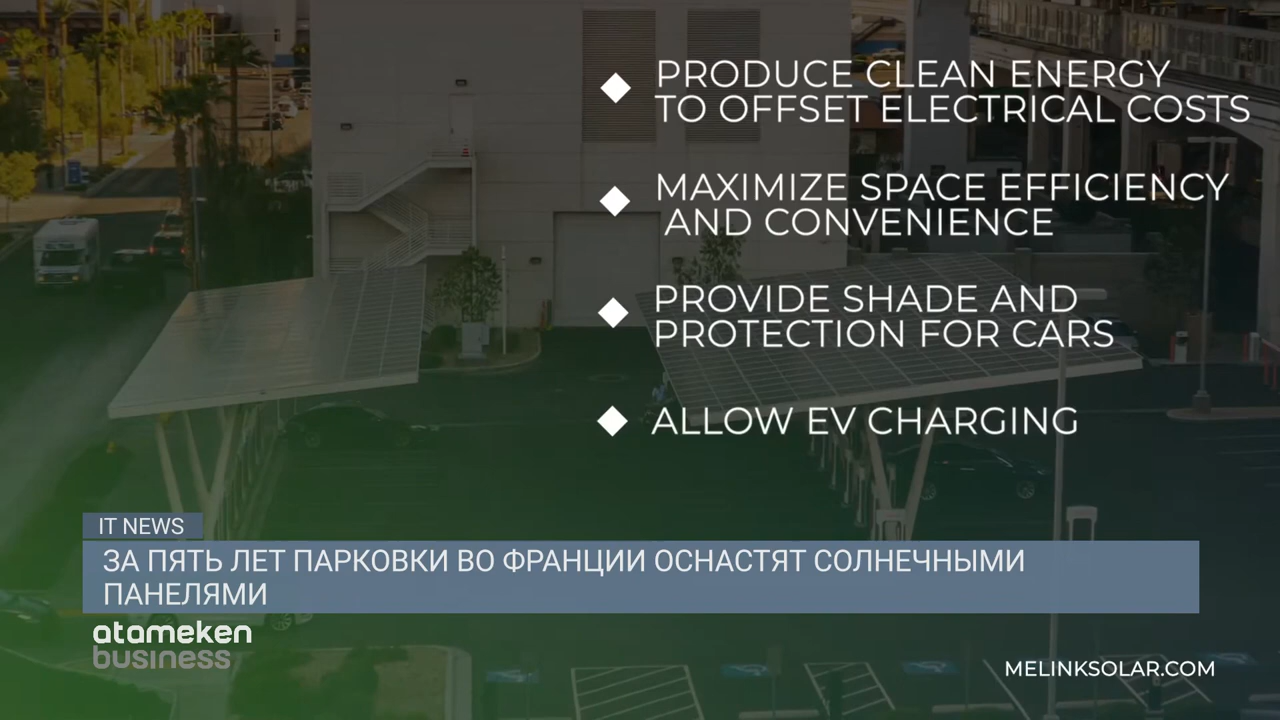 PRODUCE CLEAN ENERGY
TO OFFSET ELECTRICAL COSTS
MAXIMIZE SPACE EFFICIENCY
AND CONVENIENCE
PROVIDE SHADE AND
PROTECTION FOR CARS
ALLOW EV CHARGING
IT NEWS
ЗА ПЯТЬ ЛЕТ ПАРКОВКИ ВО ФРАНЦИИ ОСНАСТЯТ СОЛНЕЧНЫМИ
ПАНЕЛЯМИ
atameken
business
MELINKSOLAR.COM